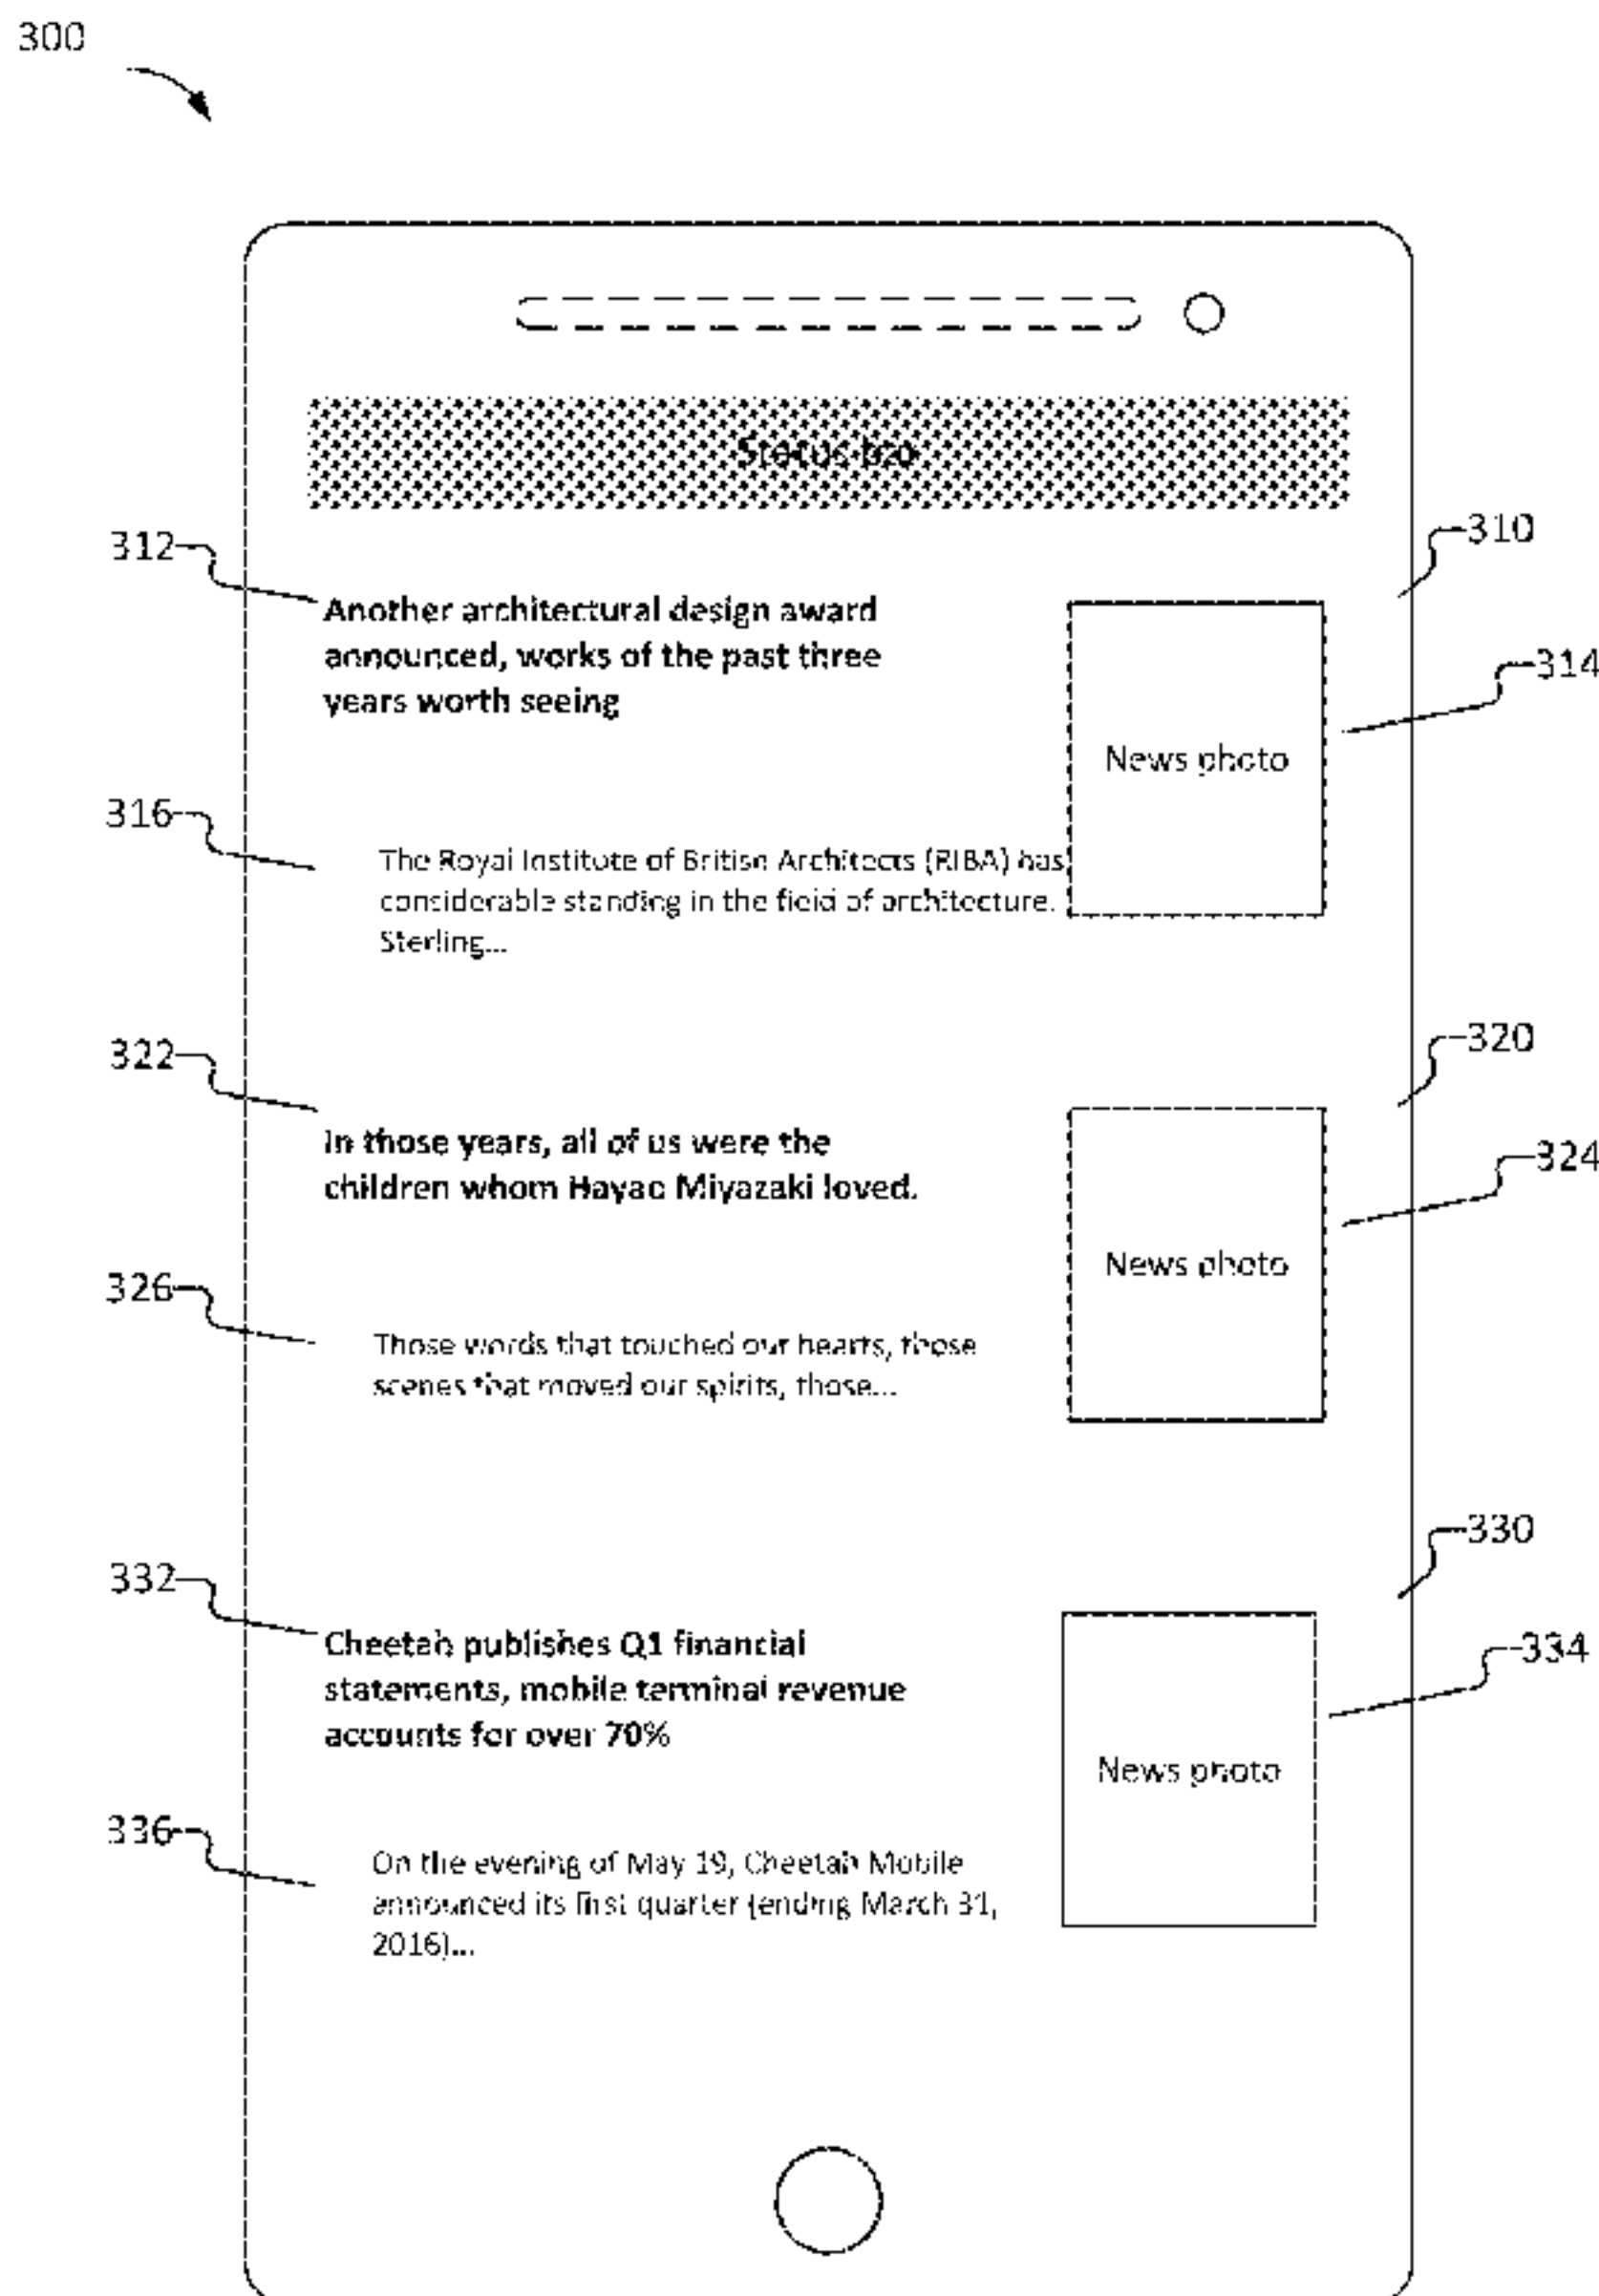 300
Status bar
312
310
Another architectural design award
announced, works of the past three
years worth seeing
314
News photo
316
The Royal Institute of British Architects (RIBA) has
considerable standing in the field of architecture.
Sterling...
322
320
In those years, all of us were the
children whom Hayao Miyazaki loved.
324
News photo
326
Those words that touched our hearts, those
scenes that moved our spirits, those...
332
330
Cheetah publishes Q1 financial
statements, mobile terminal revenue
accounts for over 70%
334
News photo
336
On the evening of May 19, Cheetah Mobile
announced its first quarter (ending March 31,
2016)...